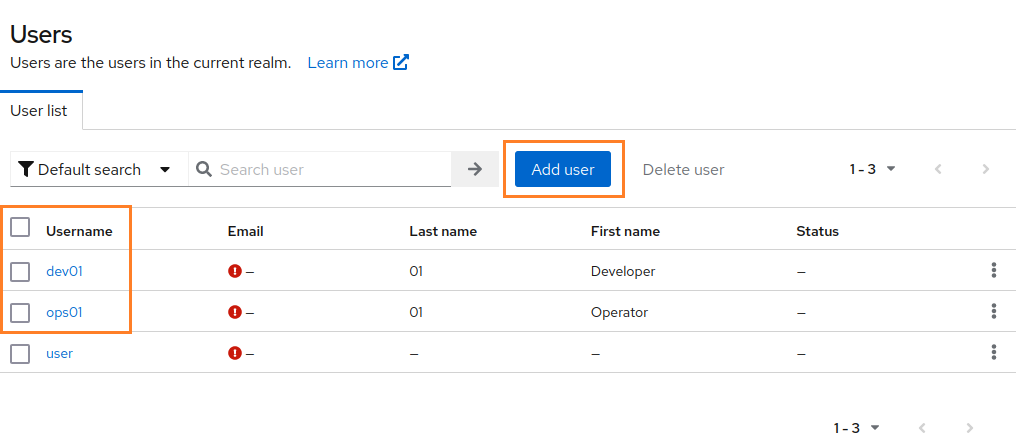 Users
Users are the users in the current realm. Learn more
User list
Default search Search user Add user Delete user 1 - 3
Username Email Last name First name Status
dev01 – 01 Developer –
ops01 – 01 Operator –
user – – – –
1 - 3